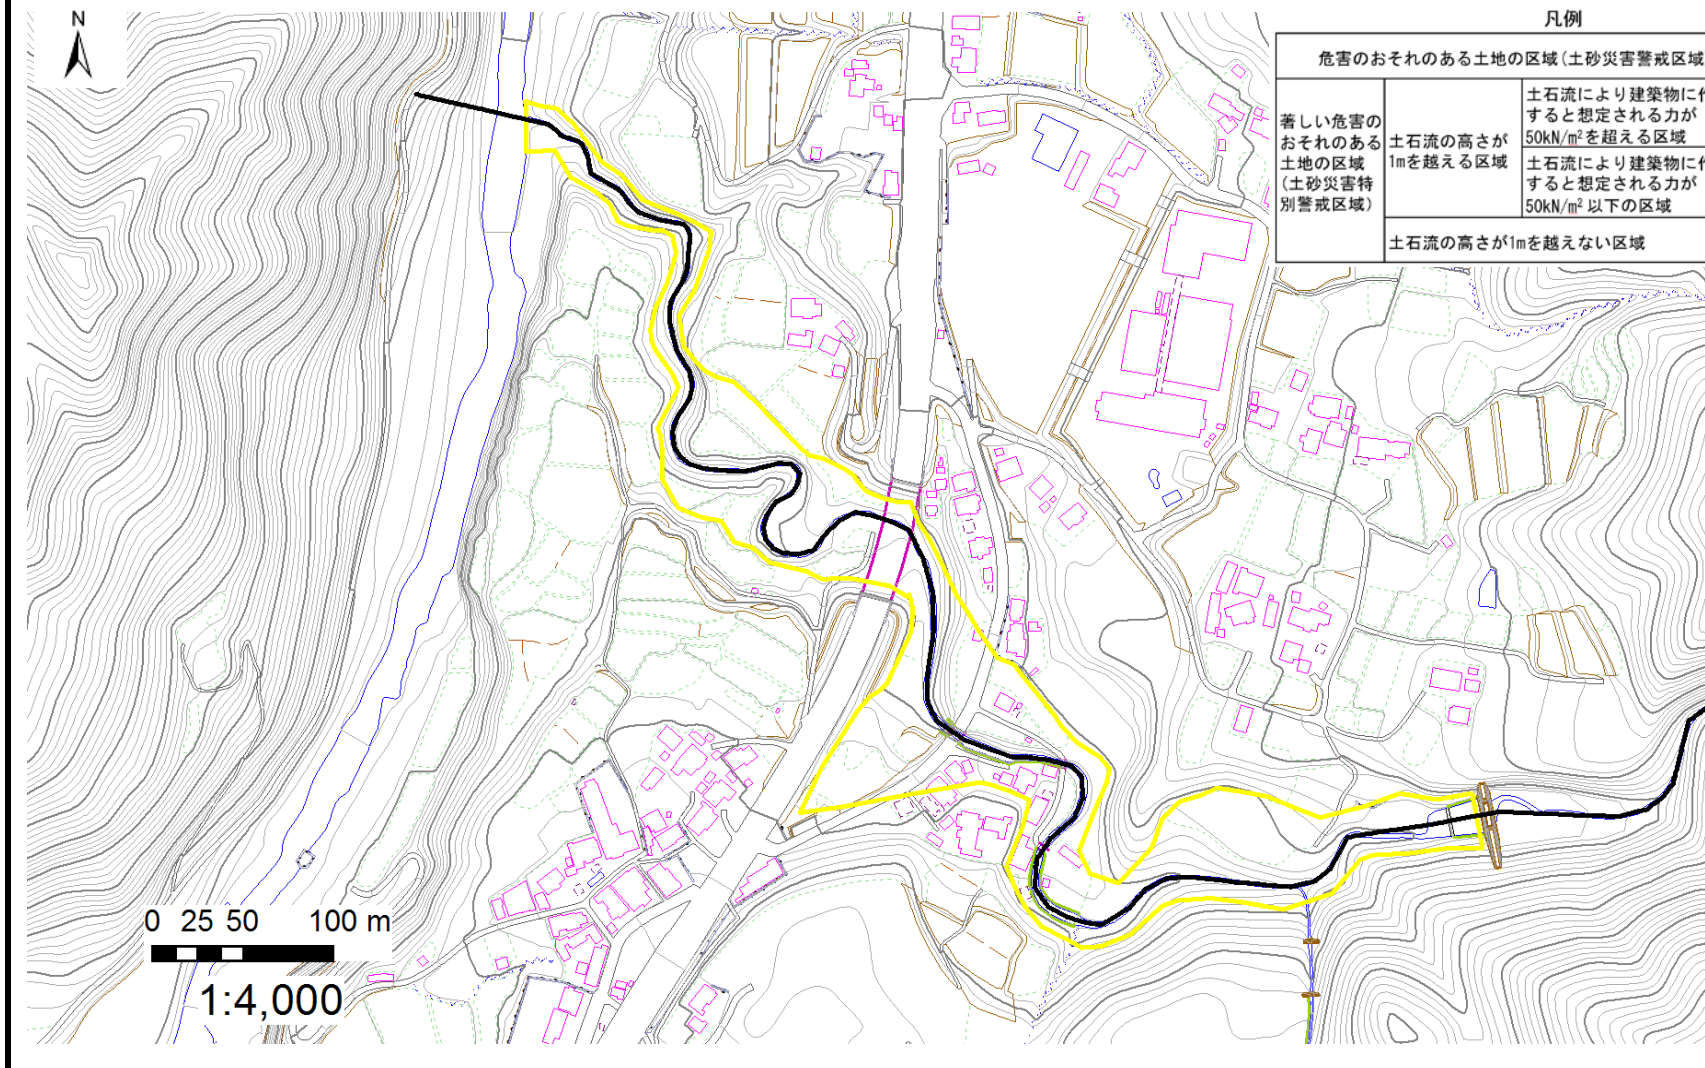 N
凡例
危害のおそれのある土地の区域(土砂災害警戒区域
著しい危害の
おそれのある
土地の区域
(土砂災害特
別警戒区域)
土石流の高さが
1mを越える区域
土石流により建築物に作
すると想定される力が
50kN/m²を超える区域
土石流により建築物に作
すると想定される力が
50kN/m² 以下の区域
土石流の高さが1mを越えない区域
0 25 50 100 m
1:4,000